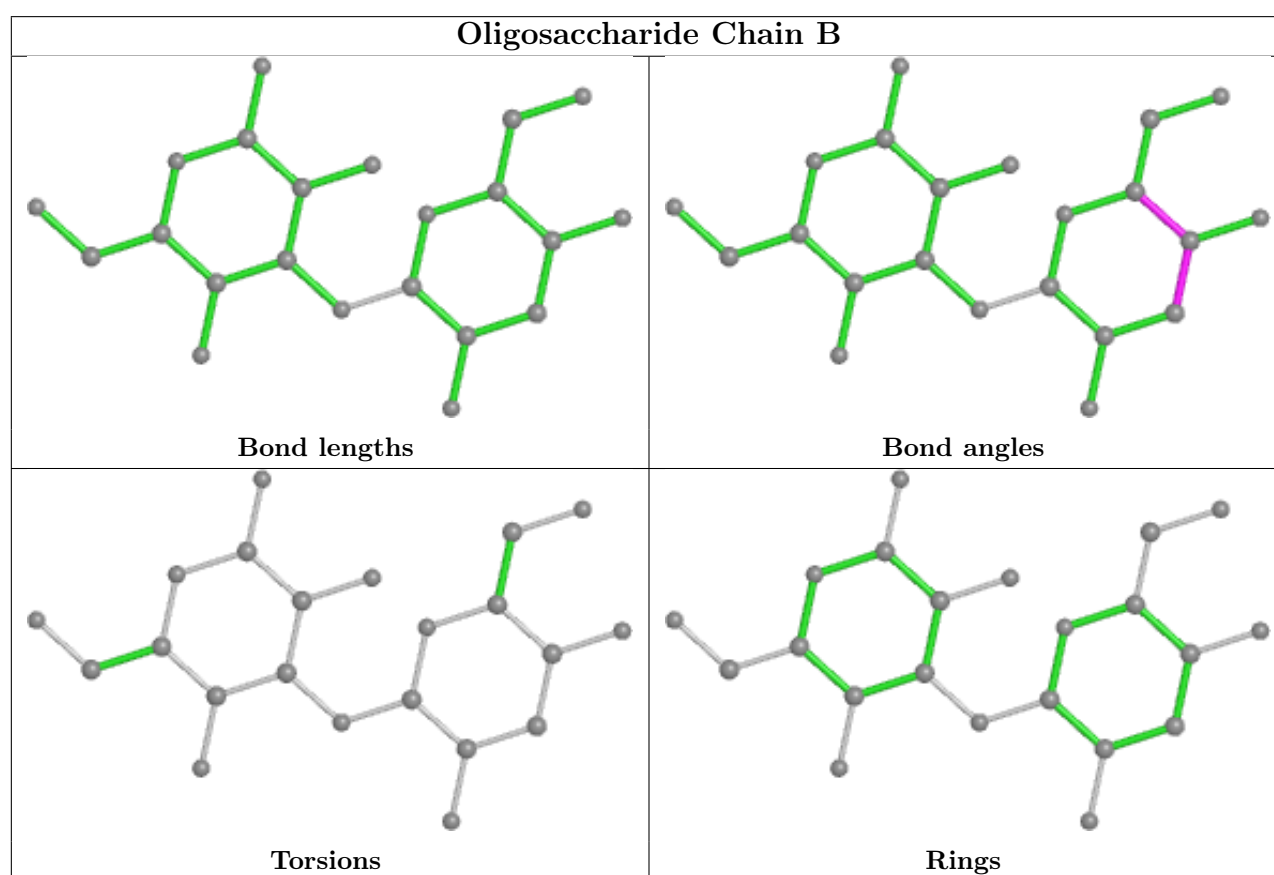 Oligosaccharide Chain B
Bond lengths
Bond angles
Torsions
Rings